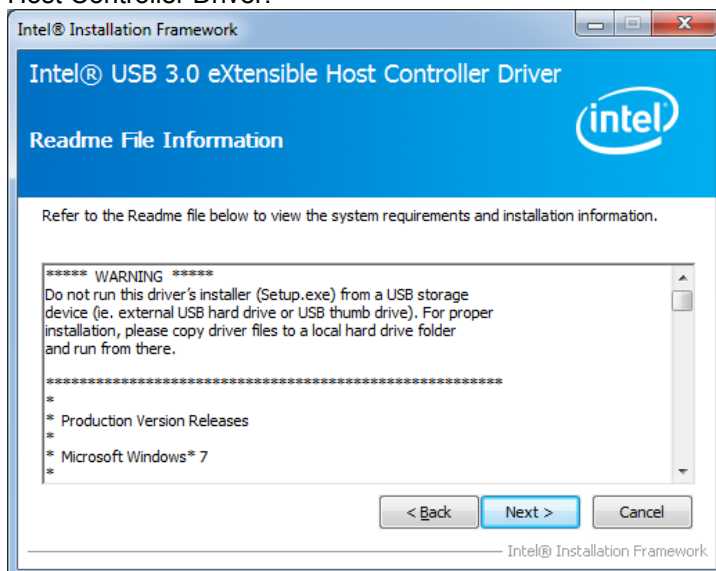 Host Controller Driver.
Intel® Installation Framework
Intel® USB 3.0 eXtensible Host Controller Driver
Readme File Information
intel®
Refer to the Readme file below to view the system requirements and installation information.
***** WARNING *****
Do not run this driver's installer (Setup.exe) from a USB storage
device (ie. external USB hard drive or USB thumb drive). For proper
installation, please copy driver files to a local hard drive folder
and run from there.
*******************************************************
*
* Production Version Releases
*
* Microsoft Windows* 7
*
< Back Next > Cancel
Intel® Installation Framework